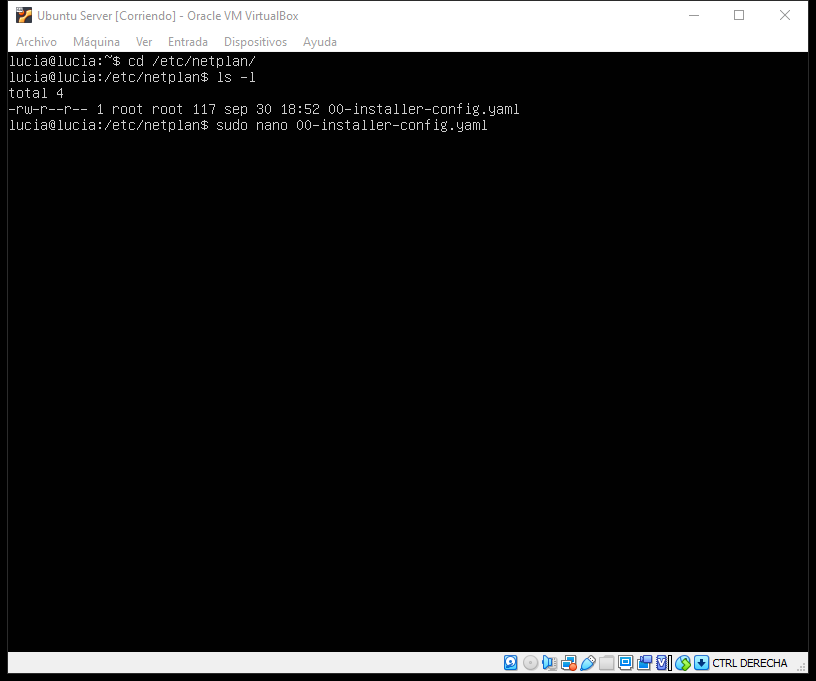 Ubuntu Server [Corriendo] - Oracle VM VirtualBox
Archivo Máquina Ver Entrada Dispositivos Ayuda
lucia@lucia:~$ cd /etc/netplan/
lucia@lucia:/etc/netplan$ ls -l
total 4
-rw-r--r-- 1 root root 117 sep 30 18:52 00-installer-config.yaml
lucia@lucia:/etc/netplan$ sudo nano 00-installer-config.yaml
CTRL DERECHA